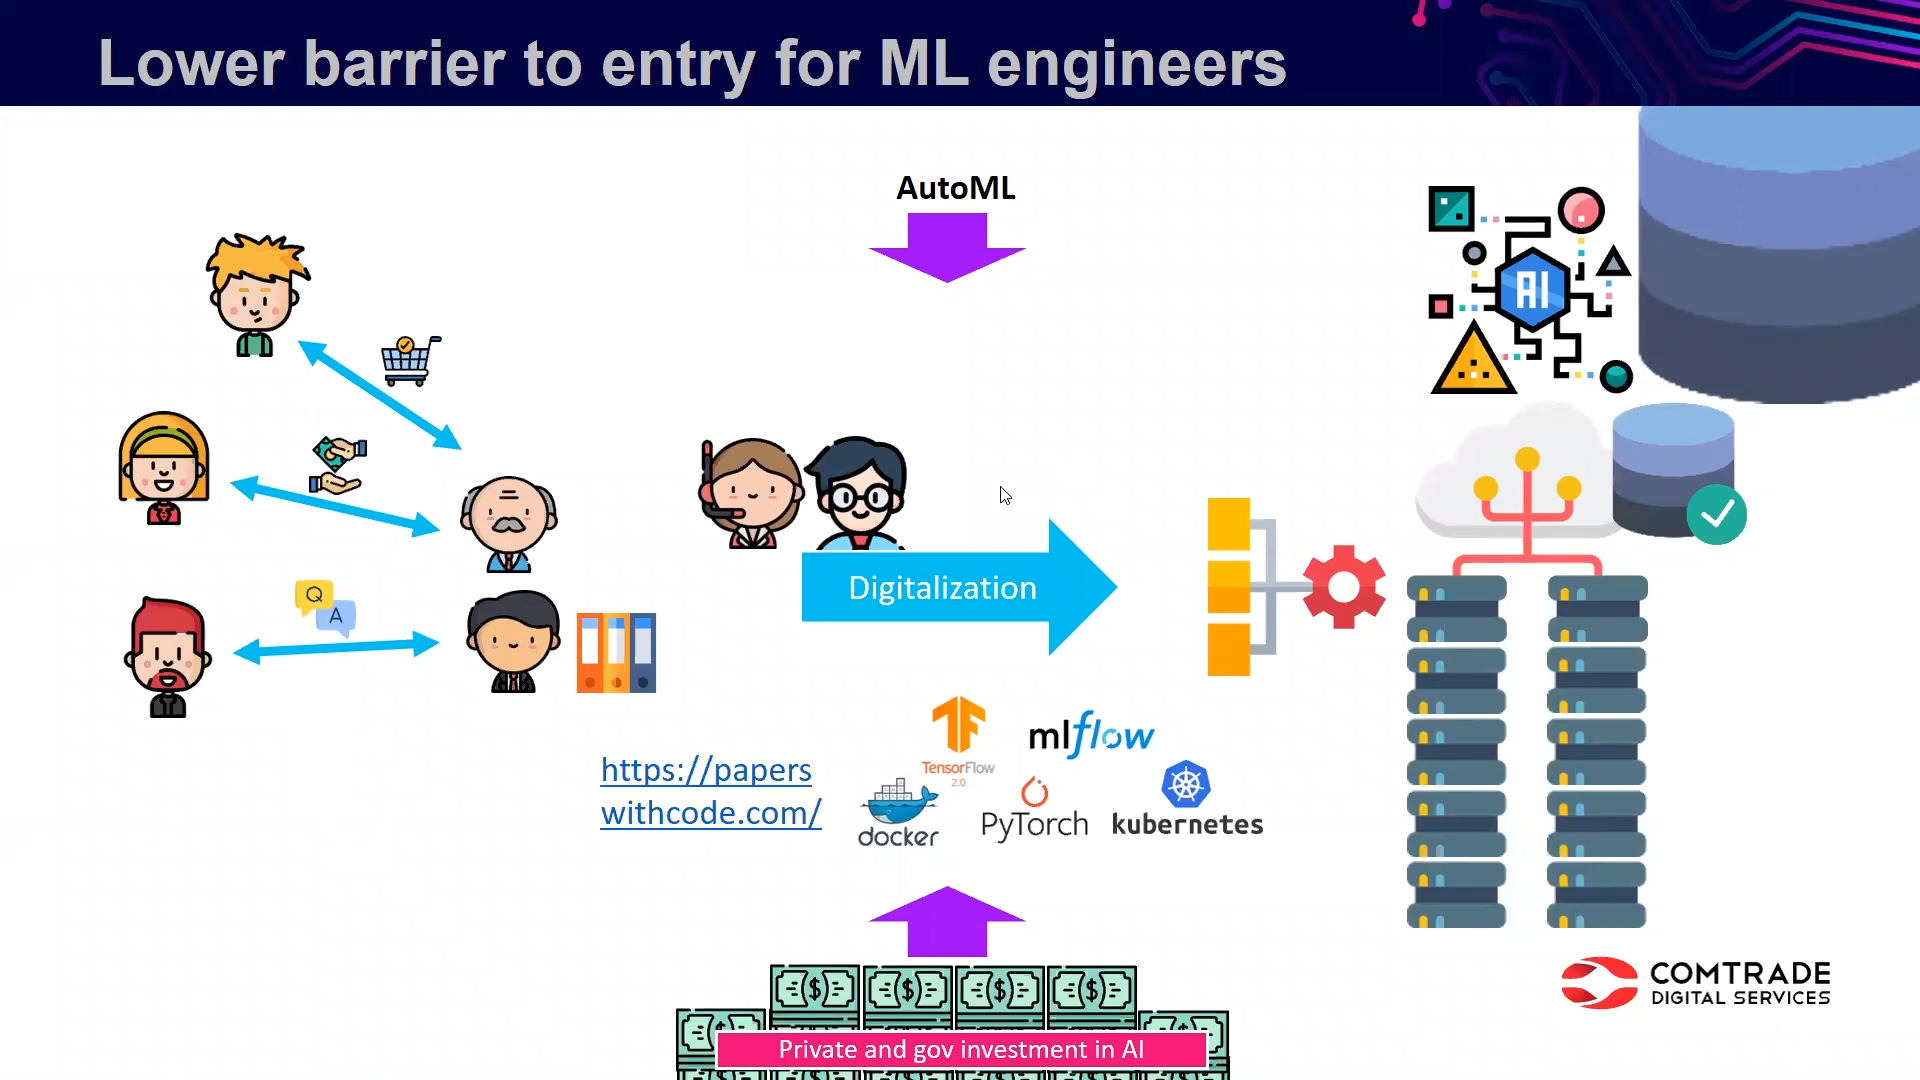 Lower barrier to entry for ML engineers
AutoML
AI
Q
A
Digitalization
TensorFlow
2.0
mlflow
https://papers
withcode.com/
docker
PyTorch
kubernetes
COMTRADE
DIGITAL SERVICES
$ $ $ $
$ $
Private and gov investment in AI